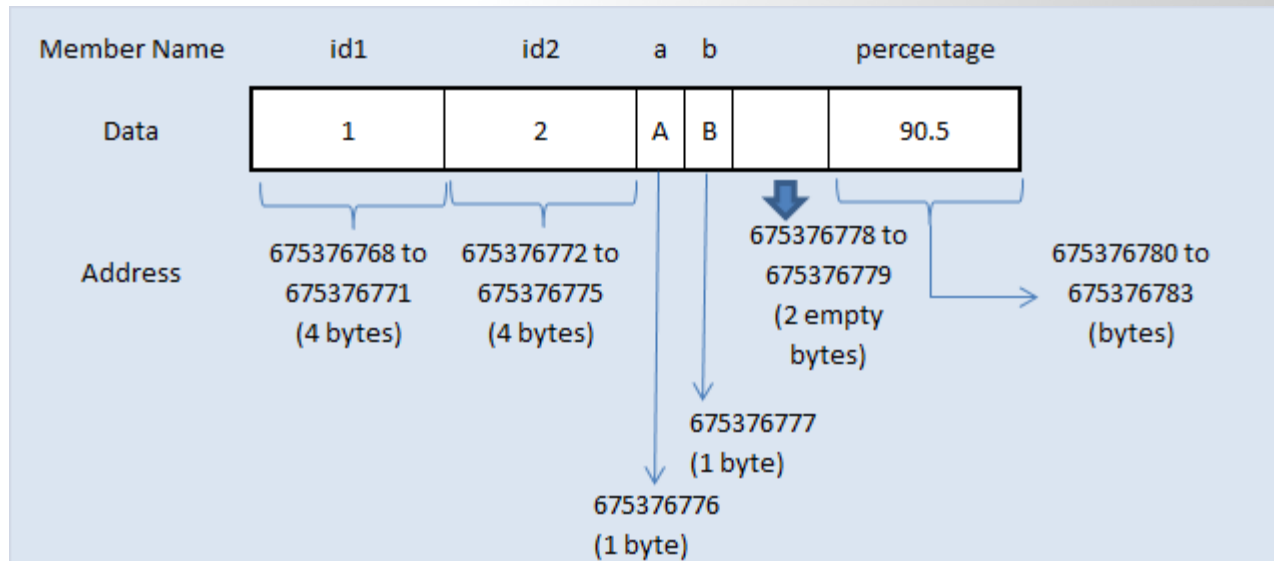 Member Name id1 id2 a b percentage
Data 1 2 A B 90.5
Address
675376768 to
675376771
(4 bytes)
675376772 to
675376775
(4 bytes)
675376778 to
675376779
(2 empty
bytes)
675376780 to
675376783
(bytes)
675376777
(1 byte)
675376776
(1 byte)